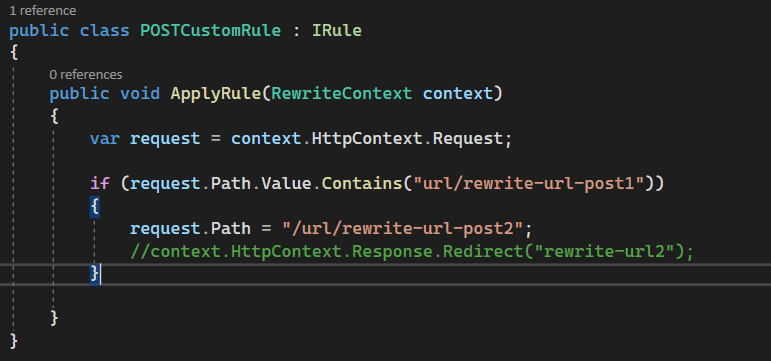 1 reference
public class POSTCustomRule : IRule
{
0 references
public void ApplyRule(RewriteContext context)
{
var request = context.HttpContext.Request;
if (request.Path.Value.Contains("url/rewrite-url-post1"))
{
request.Path = "/url/rewrite-url-post2";
//context.HttpContext.Response.Redirect("rewrite-url2");
}
}
}